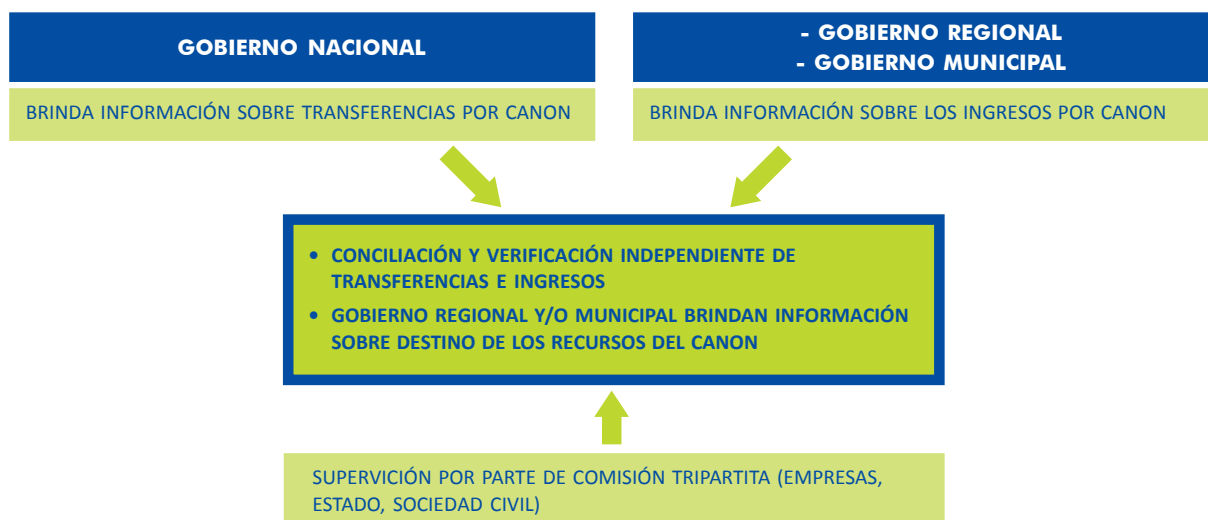 GOBIERNO NACIONAL
BRINDA INFORMACIÓN SOBRE TRANSFERENCIAS POR CANON
- GOBIERNO REGIONAL
- GOBIERNO MUNICIPAL
BRINDA INFORMACIÓN SOBRE LOS INGRESOS POR CANON
• CONCILIACIÓN Y VERIFICACIÓN INDEPENDIENTE DE
TRANSFERENCIAS E INGRESOS
• GOBIERNO REGIONAL Y/O MUNICIPAL BRINDAN INFORMACIÓN
SOBRE DESTINO DE LOS RECURSOS DEL CANON
SUPERVICIÓN POR PARTE DE COMISIÓN TRIPARTITA (EMPRESAS,
ESTADO, SOCIEDAD CIVIL)